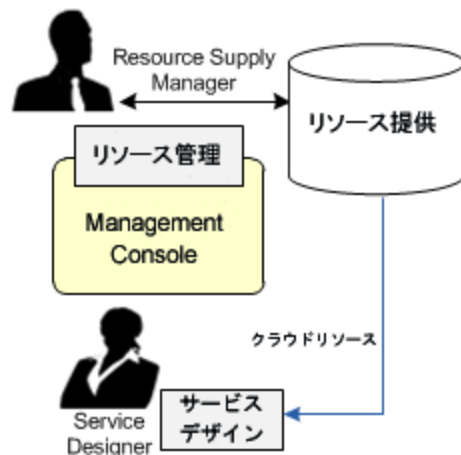 Resource Supply
Manager
リソース提供
リソース管理
Management
Console
クラウドリソース
Service
Designer
サービス
デザイン